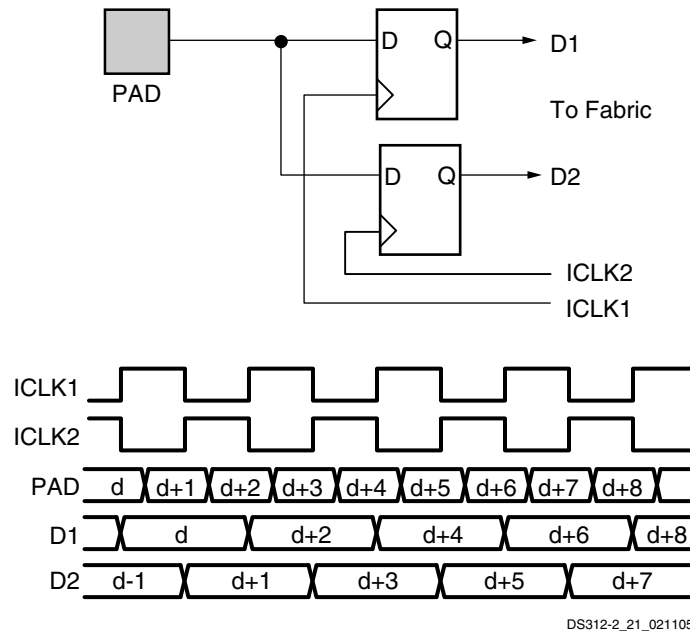 D Q D1
PAD
To Fabric
D Q D2
ICLK2
ICLK1
ICLK1
ICLK2
PAD d d+1 d+2 d+3 d+4 d+5 d+6 d+7 d+8
D1 d d+2 d+4 d+6 d+8
D2 d-1 d+1 d+3 d+5 d+7
DS312-2_21_021105